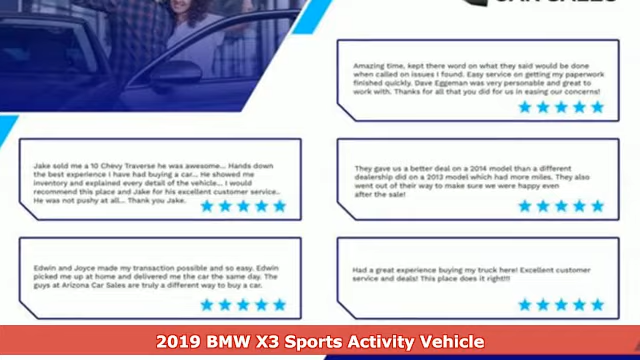 CAR SALES
Amazing time, kept there word on what they said would be done
when called on issues I found. Easy service on getting my paperwork
finished quickly. Dave Eggeman was very personable and great to
work with. Thanks for all that you did for us in easing our concerns!
Jake sold me a 10 Chevy Traverse he was awesome... Hands down
the best experience I have had buying a car... He showed me
inventory and explained every detail of the vehicle... I would
recommend this place and Jake for his excellent customer service..
He was not pushy at all... Thank you Jake.
They gave us a better deal on a 2014 model than a different
dealership did on a 2013 model which had more miles. They also
went out of their way to make sure we were happy even
after the sale!
Edwin and Joyce made my transaction possible and so easy. Edwin
picked me up at home and delivered me the car the same day. The
guys at Arizona Car Sales are truly a different way to buy a car.
Had a great experience buying my truck here! Excellent customer
service and deals! This place does it right!!!
2019 BMW X3 Sports Activity Vehicle